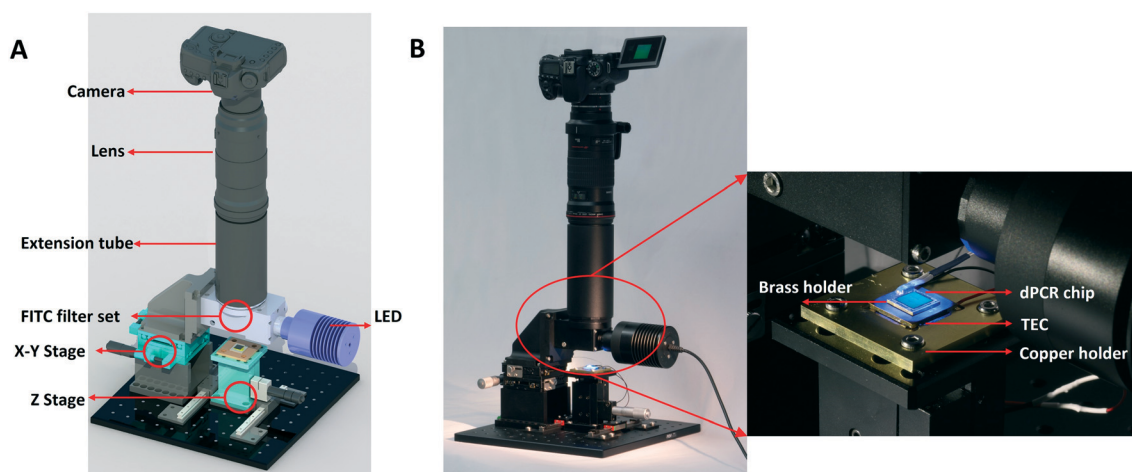 A
Camera
Lens
Extension tube
FITC filter set
X-Y Stage
Z Stage
LED
B
Brass holder
dPCR chip
TEC
Copper holder